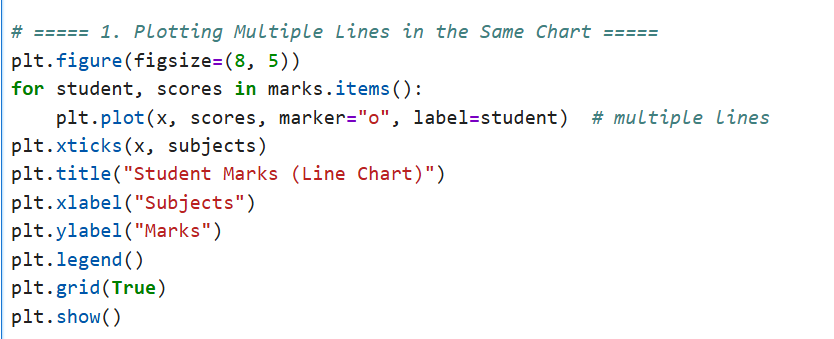 # ===== 1. Plotting Multiple Lines in the Same Chart =====
plt.figure(figsize=(8, 5))
for student, scores in marks.items():
    plt.plot(x, scores, marker="o", label=student)  # multiple lines
plt.xticks(x, subjects)
plt.title("Student Marks (Line Chart)")
plt.xlabel("Subjects")
plt.ylabel("Marks")
plt.legend()
plt.grid(True)
plt.show()